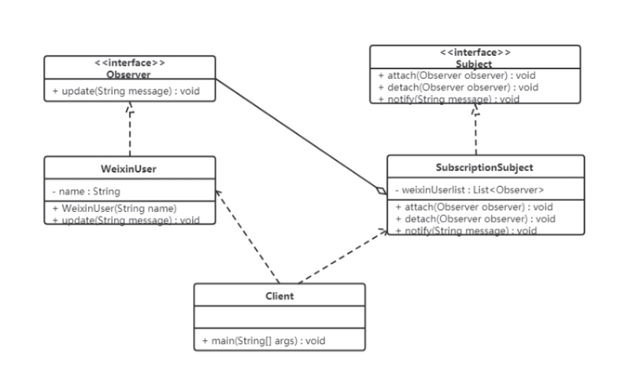 <<interface>>
Observer
+ update(String message) : void
<<interface>>
Subject
+ attach(Observer observer) : void
+ detach(Observer observer) : void
+ notify(String message) : void
WeixinUser
- name : String
+ WeixinUser(String name)
+ update(String message) : void
SubscriptionSubject
- weixinUserlist : List<Observer>
+ attach(Observer observer) : void
+ detach(Observer observer) : void
+ notify(String message) : void
Client
+ main(String[] args) : void